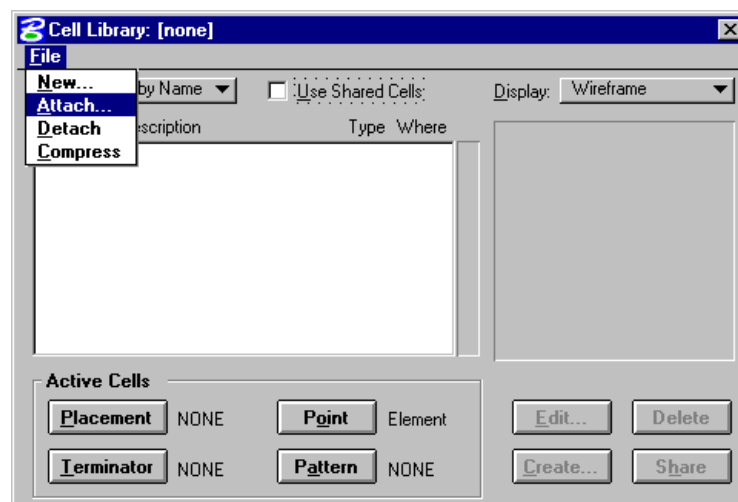 Cell Library: [none]
File
New...
by Name
Use Shared Cells:
Display: Wireframe
Attach...
Detach
escription Type Where
Compress
Active Cells
Placement NONE Point Element Edit... Delete
Terminator NONE Pattern NONE Create... Share